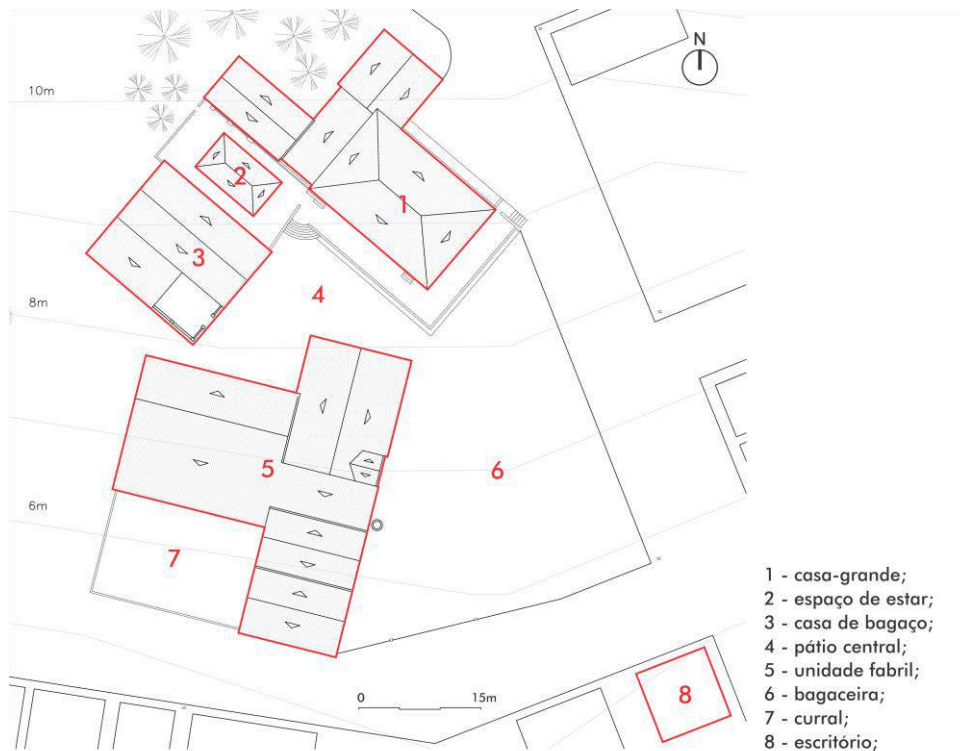 N
10m
2
1
3
4
8m
5
6
6m
7
0 15m
8
1 - casa-grande;
2 - espaço de estar;
3 - casa de bagaço;
4 - pátio central;
5 - unidade fabril;
6 - bagaceira;
7 - curral;
8 - escritório;